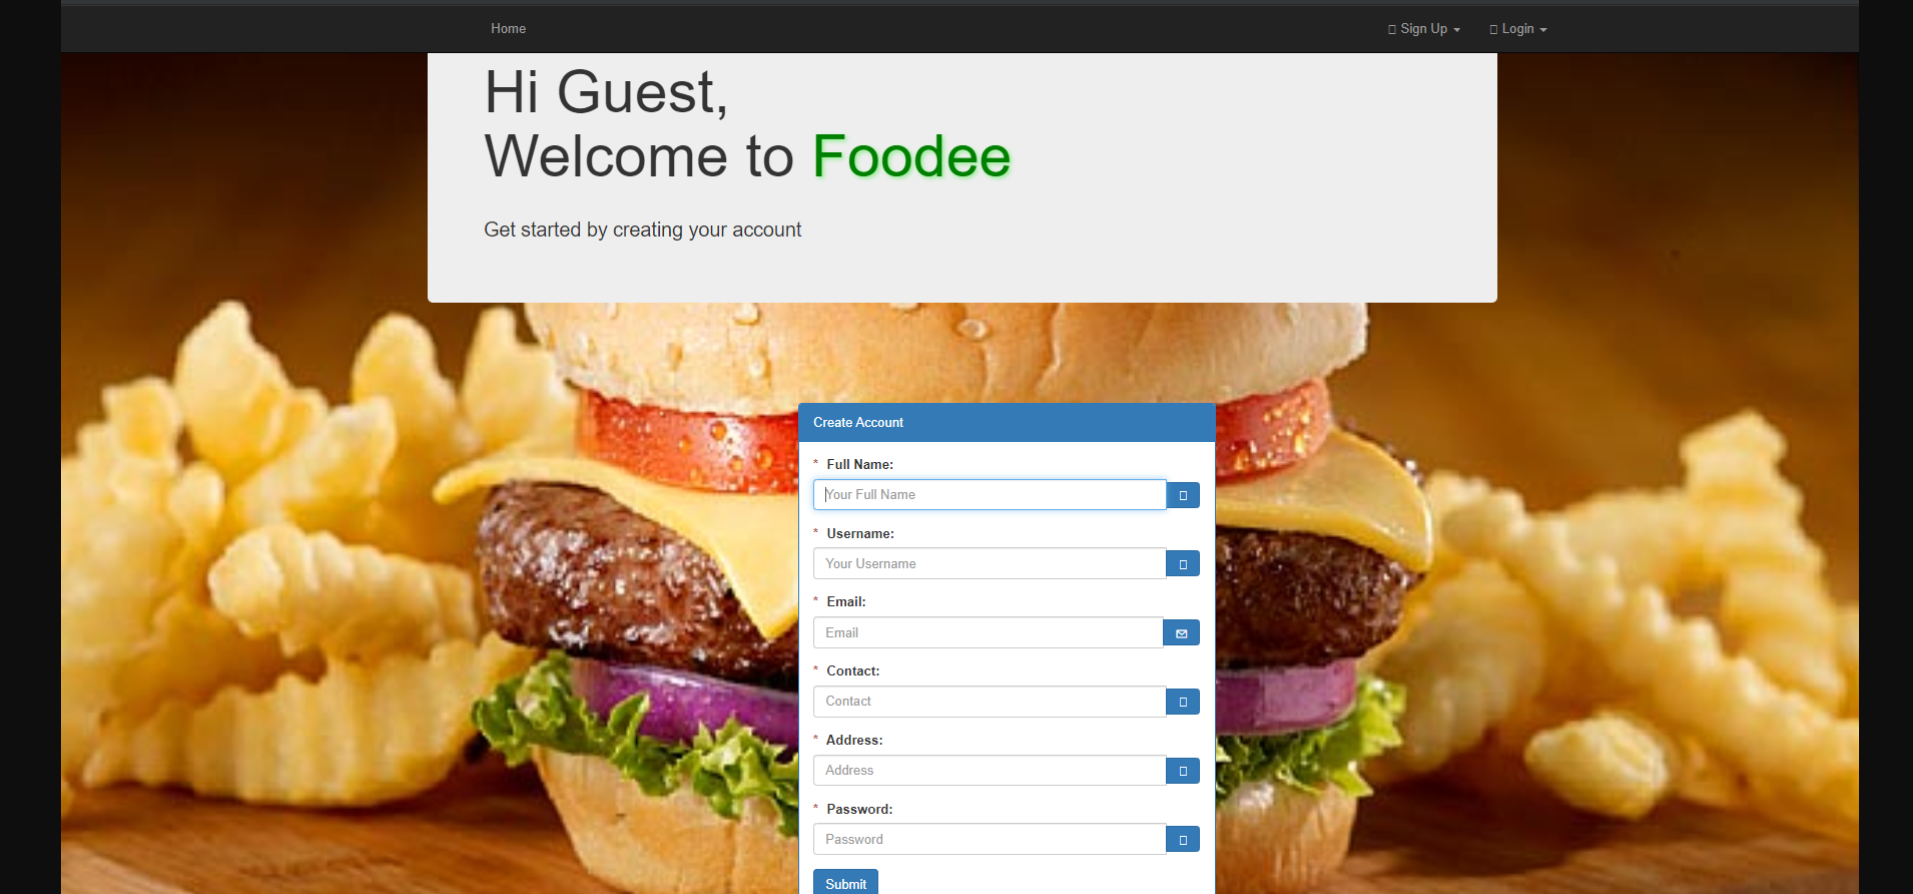 Home
Sign Up
Login
Hi Guest,
Welcome to Foodee
Get started by creating your account
Create Account
* Full Name:
Your Full Name
* Username:
Your Username
* Email:
Email
* Contact:
Contact
* Address:
Address
* Password:
Password
Submit